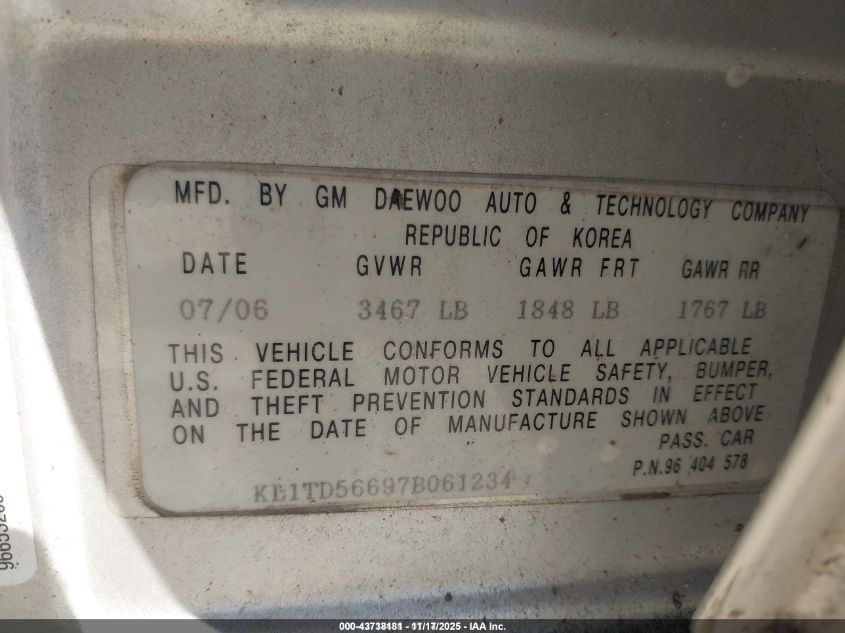 MFD. BY GM DAEWOO AUTO & TECHNOLOGY COMPANY
REPUBLIC OF KOREA
DATE GVWR GAWR FRT GAWR RR
07/06 3467 LB 1848 LB 1767 LB
THIS VEHICLE CONFORMS TO ALL APPLICABLE
U.S. FEDERAL MOTOR VEHICLE SAFETY, BUMPER,
AND THEFT PREVENTION STANDARDS IN EFFECT
ON THE DATE OF MANUFACTURE SHOWN ABOVE
PASS. CAR
P.N.96 404 578
KL1TD56697B061234
000-43738181 - 11/17/2025 - IAA Inc.